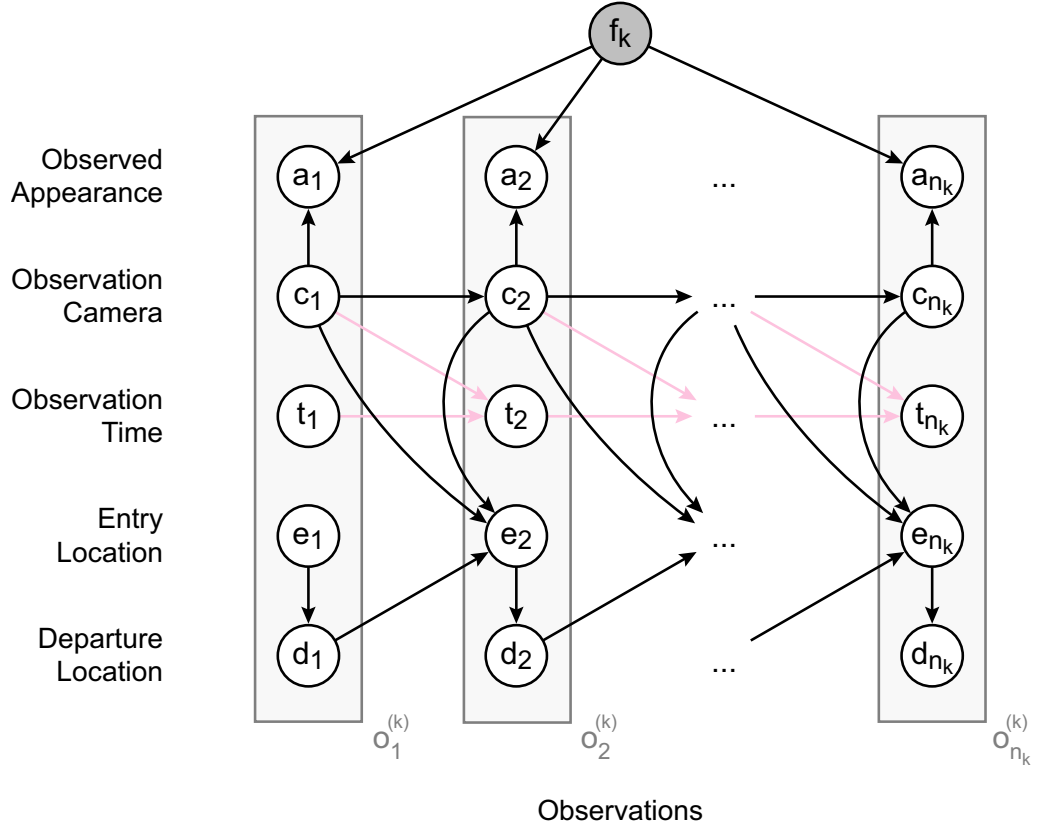 f_k
Observed
Appearance
a_1
a_2
...
a_{n_k}
Observation
Camera
c_1
c_2
...
c_{n_k}
Observation
Time
t_1
t_2
...
t_{n_k}
Entry
Location
e_1
e_2
...
e_{n_k}
Departure
Location
d_1
d_2
...
d_{n_k}
o_1^{(k)}
o_2^{(k)}
o_{n_k}^{(k)}
Observations